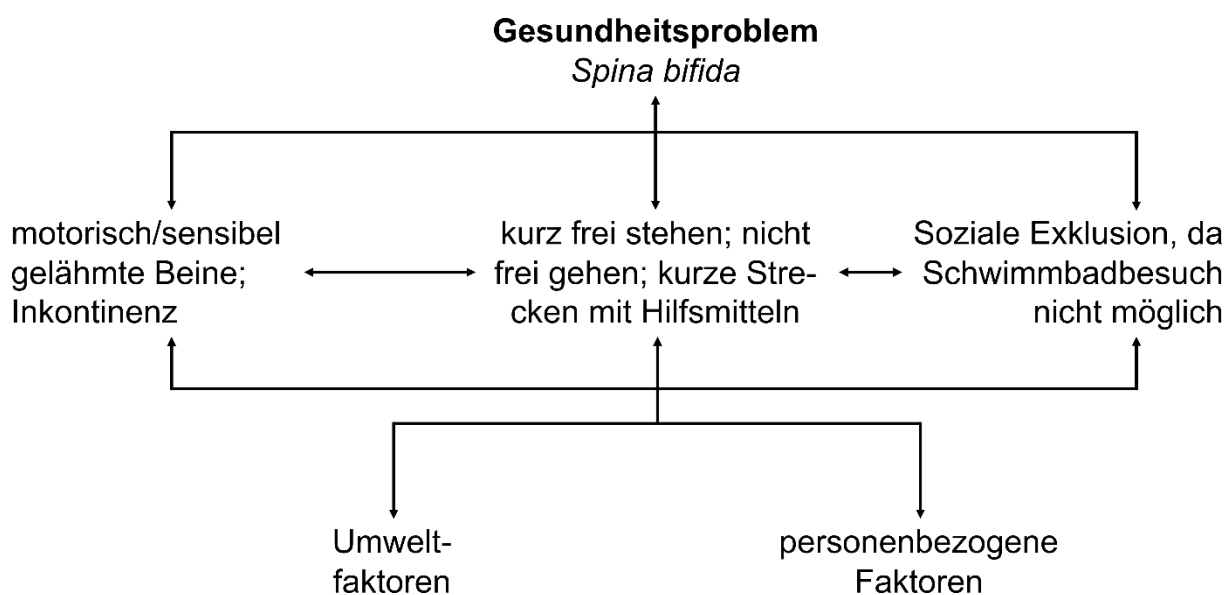 Gesundheitsproblem
Spina bifida
motorisch/sensibel
gelähmte Beine;
Inkontinenz
kurz frei stehen; nicht
frei gehen; kurze Stre-
cken mit Hilfsmitteln
Soziale Exklusion, da
Schwimmbadbesuch
nicht möglich
Umwelt-
faktoren
personenbezogene
Faktoren